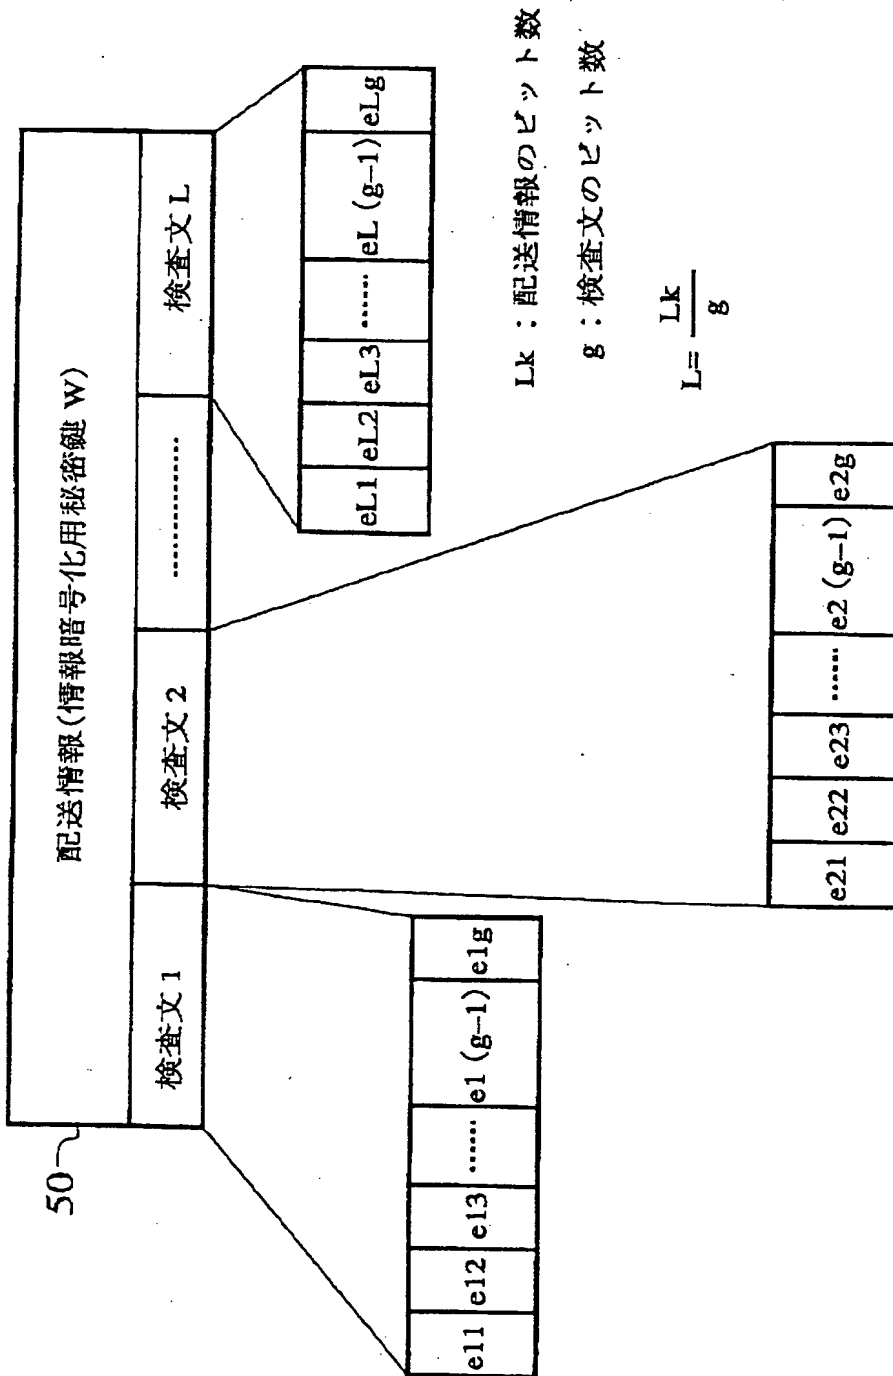 50
配送情報(情報暗号化用秘密鍵 W)
検査文 1
検査文 2
..............
検査文 L
eL1 eL2 eL3 ...... eL (g-1) eLg
e11 e12 e13 ...... e1 (g-1) e1g
e21 e22 e23 ...... e2 (g-1) e2g
Lk : 配送情報のビット数
g : 検査文のビット数
L= Lk
g